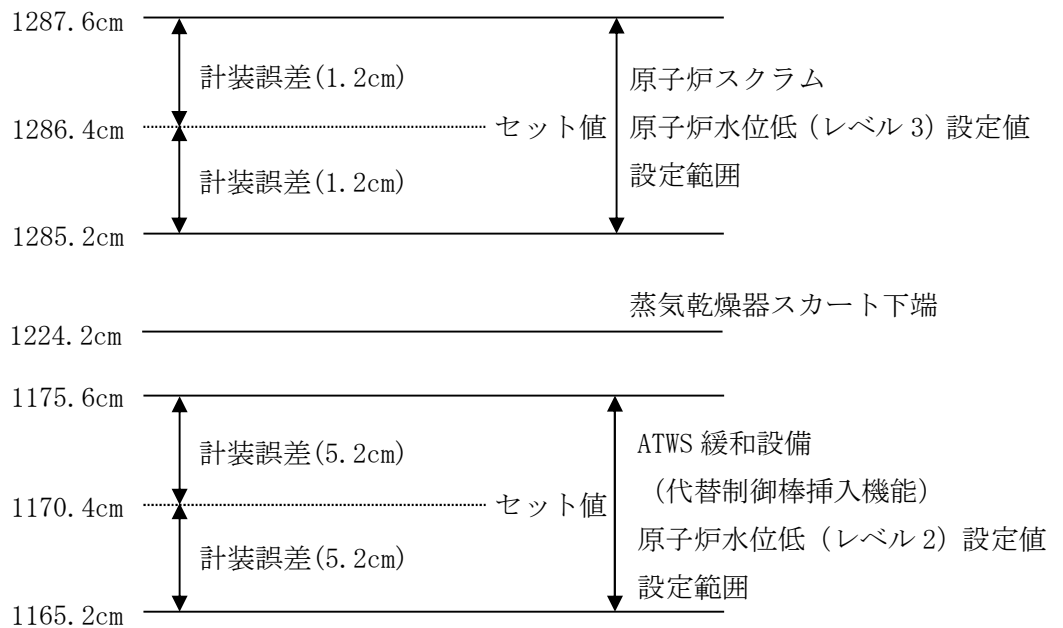 1287.6cm
計装誤差(1.2cm)
原子炉スクラム
1286.4cm
セット値
原子炉水位低（レベル3）設定値
計装誤差(1.2cm)
設定範囲
1285.2cm
蒸気乾燥器スカート下端
1224.2cm
1175.6cm
計装誤差(5.2cm)
ATWS緩和設備
（代替制御棒挿入機能）
1170.4cm
セット値
原子炉水位低（レベル2）設定値
計装誤差(5.2cm)
設定範囲
1165.2cm